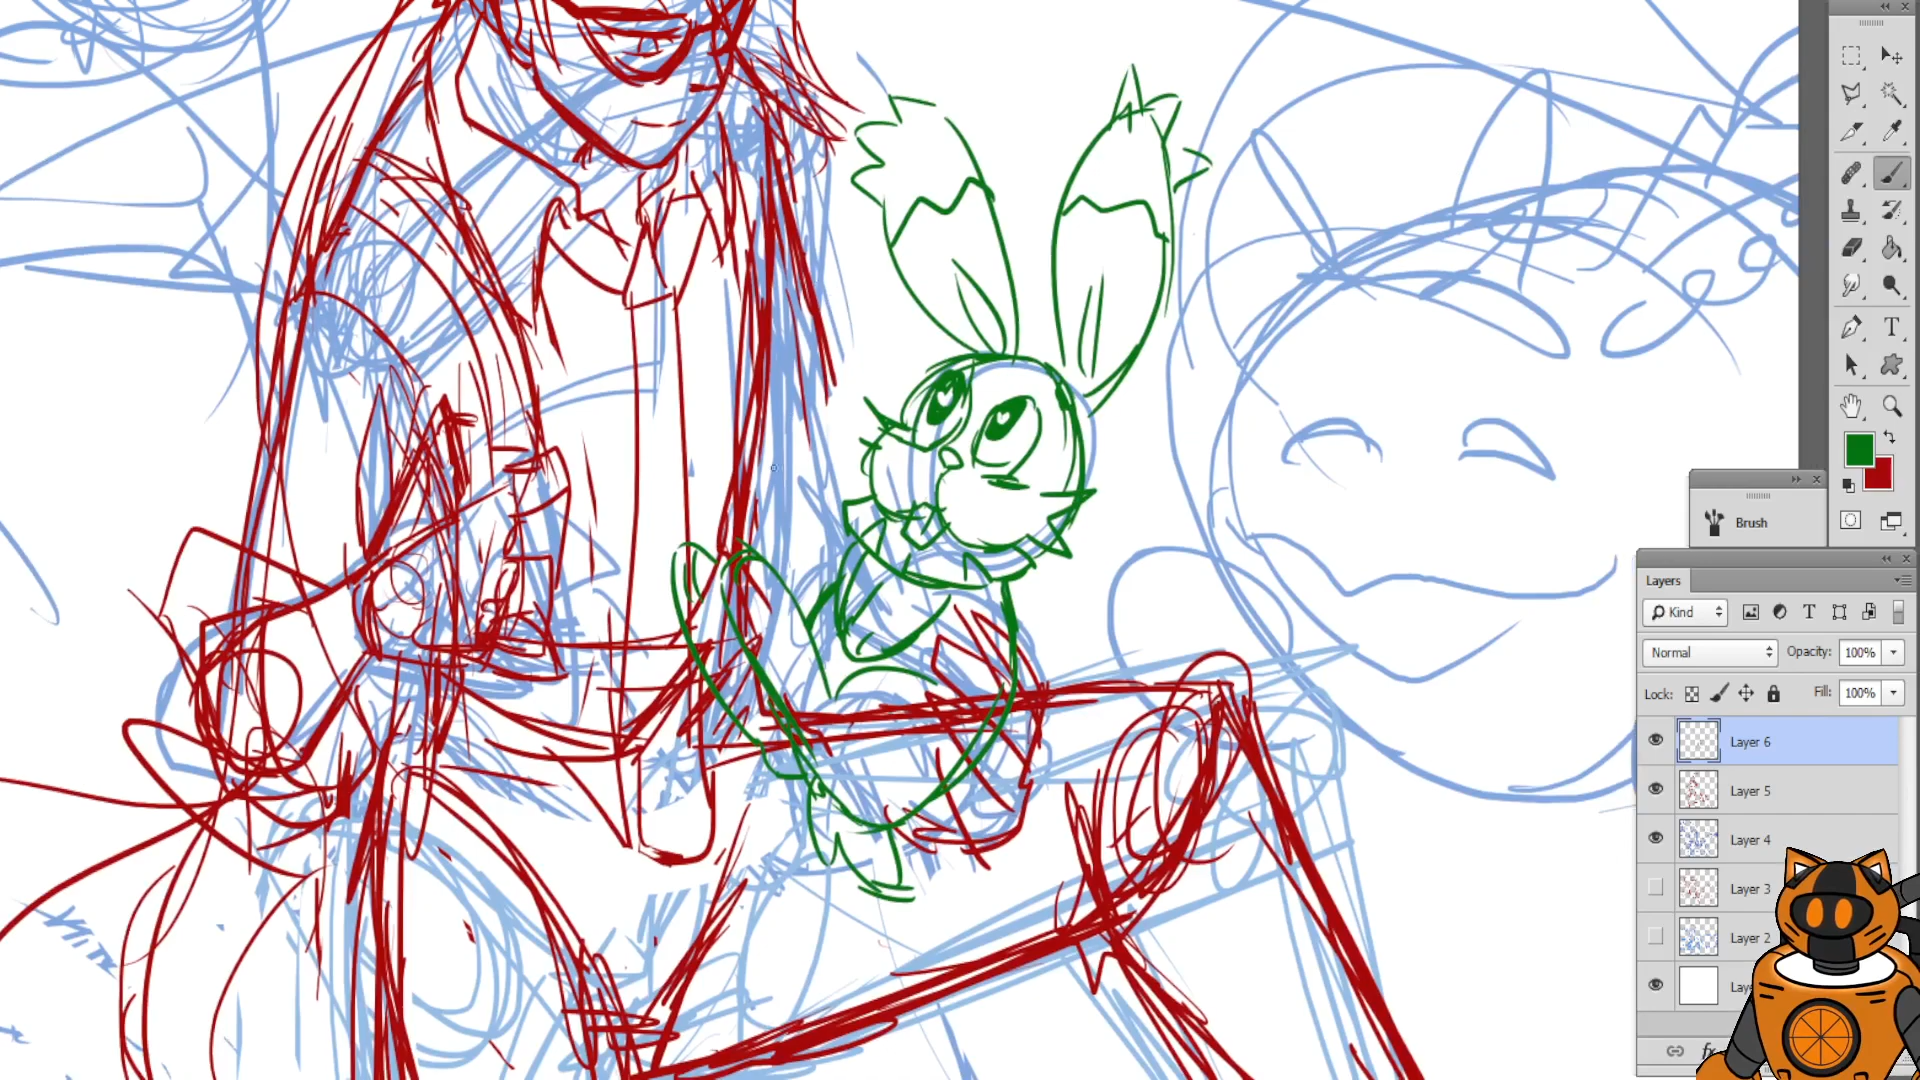 Brush
Layers
Kind
Normal
Opacity: 100%
Lock:
Fill: 100%
Layer 6
Layer 5
Layer 4
Layer 3
Layer 2
fx